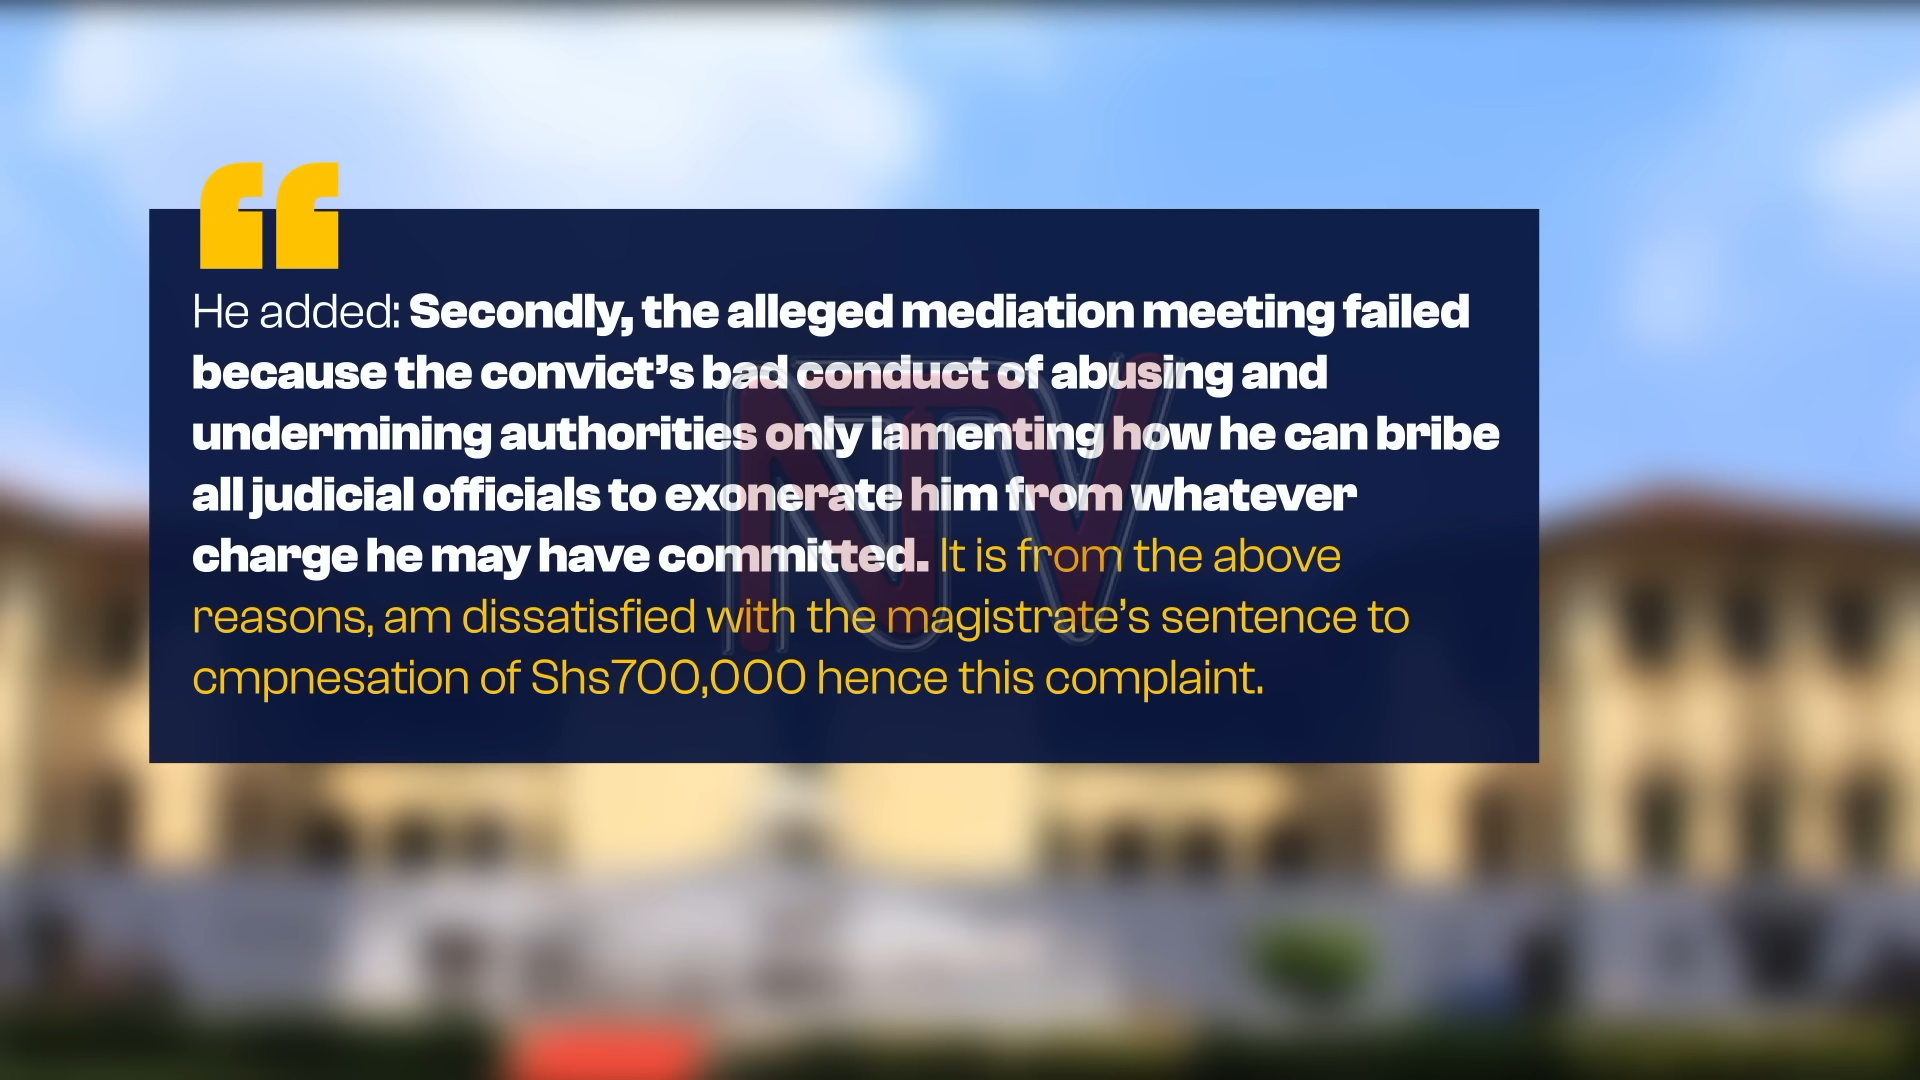 He added: Secondly, the alleged mediation meeting failed
because the convict’s bad conduct of abusing and
undermining authorities only lamenting how he can bribe
all judicial officials to exonerate him from whatever
charge he may have committed. It is from the above
reasons, am dissatisfied with the magistrate’s sentence to
cmpnesation of Shs700,000 hence this complaint.
NTV